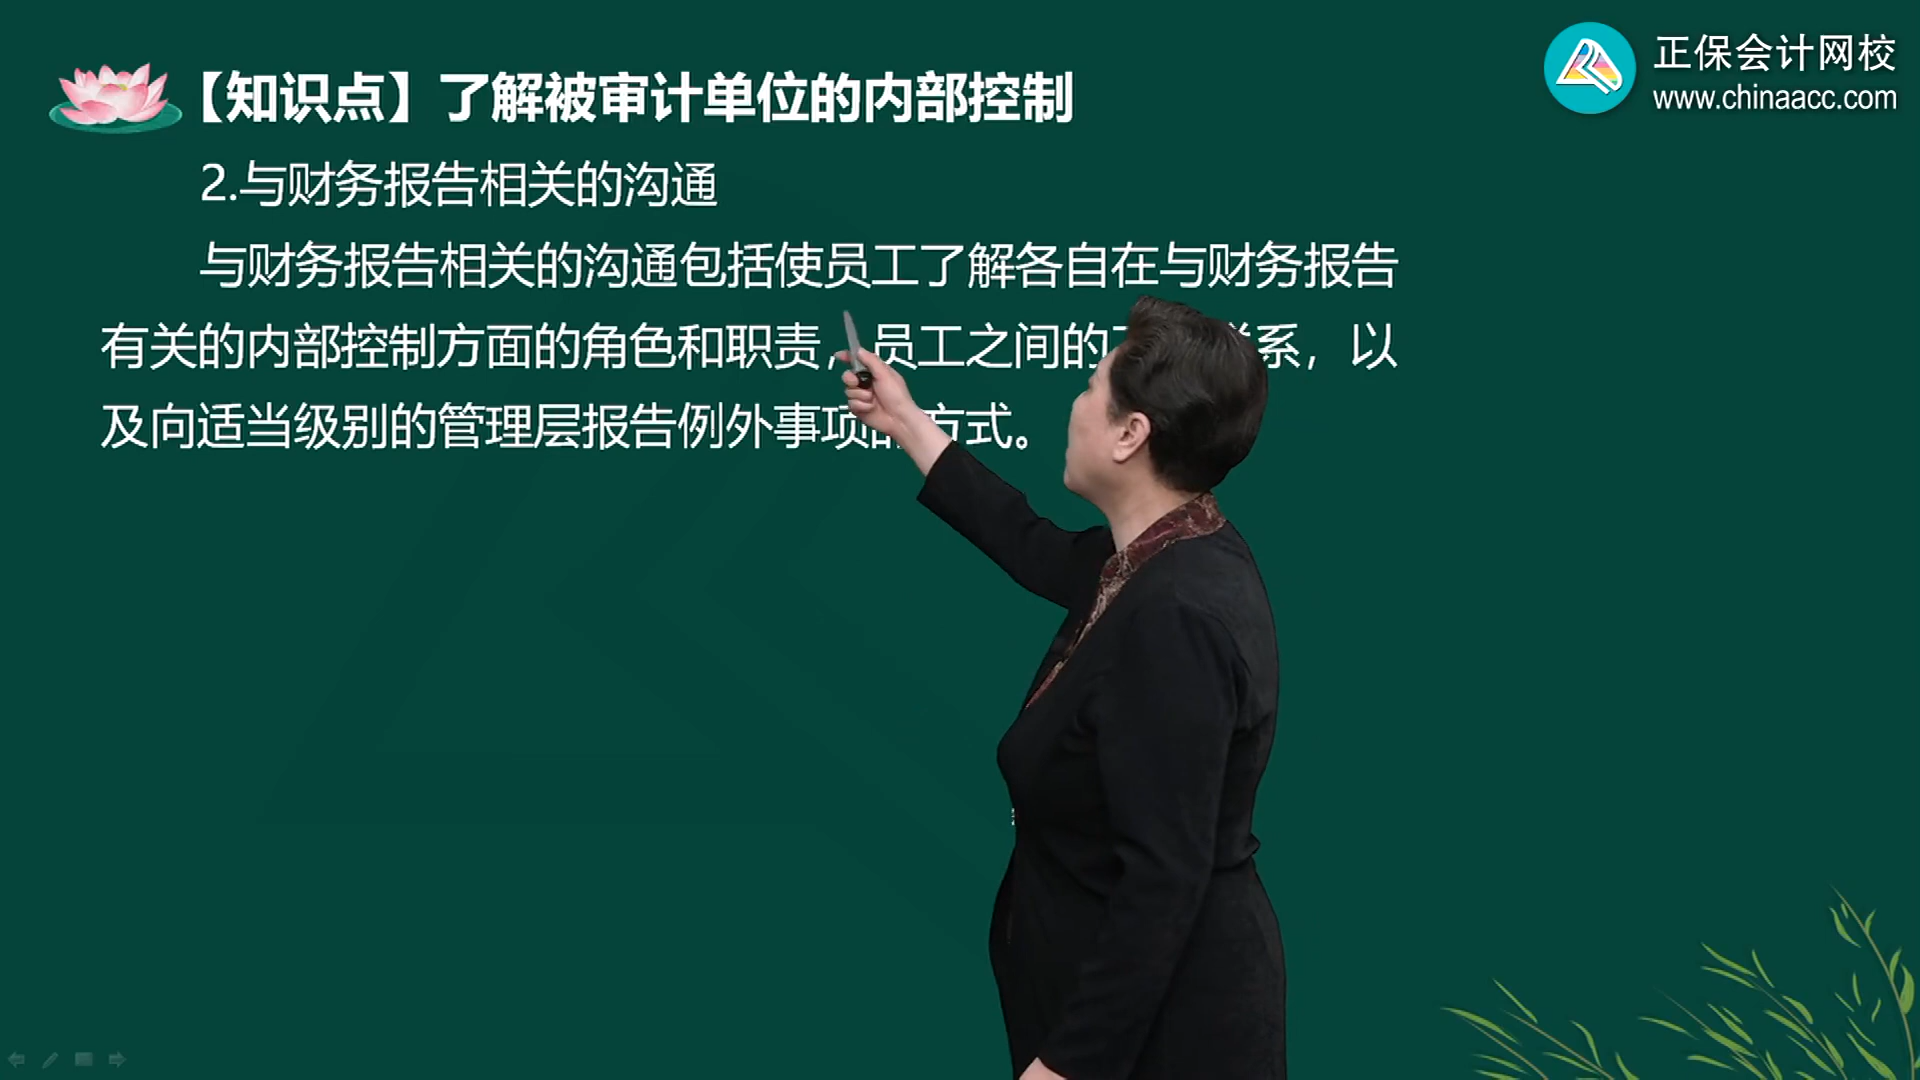 正保会计网校
www.chinaacc.com
【知识点】了解被审计单位的内部控制
2.与财务报告相关的沟通
与财务报告相关的沟通包括使员工了解各自在与财务报告
有关的内部控制方面的角色和职责，员工之间的 系，以
及向适当级别的管理层报告例外事项的方式。